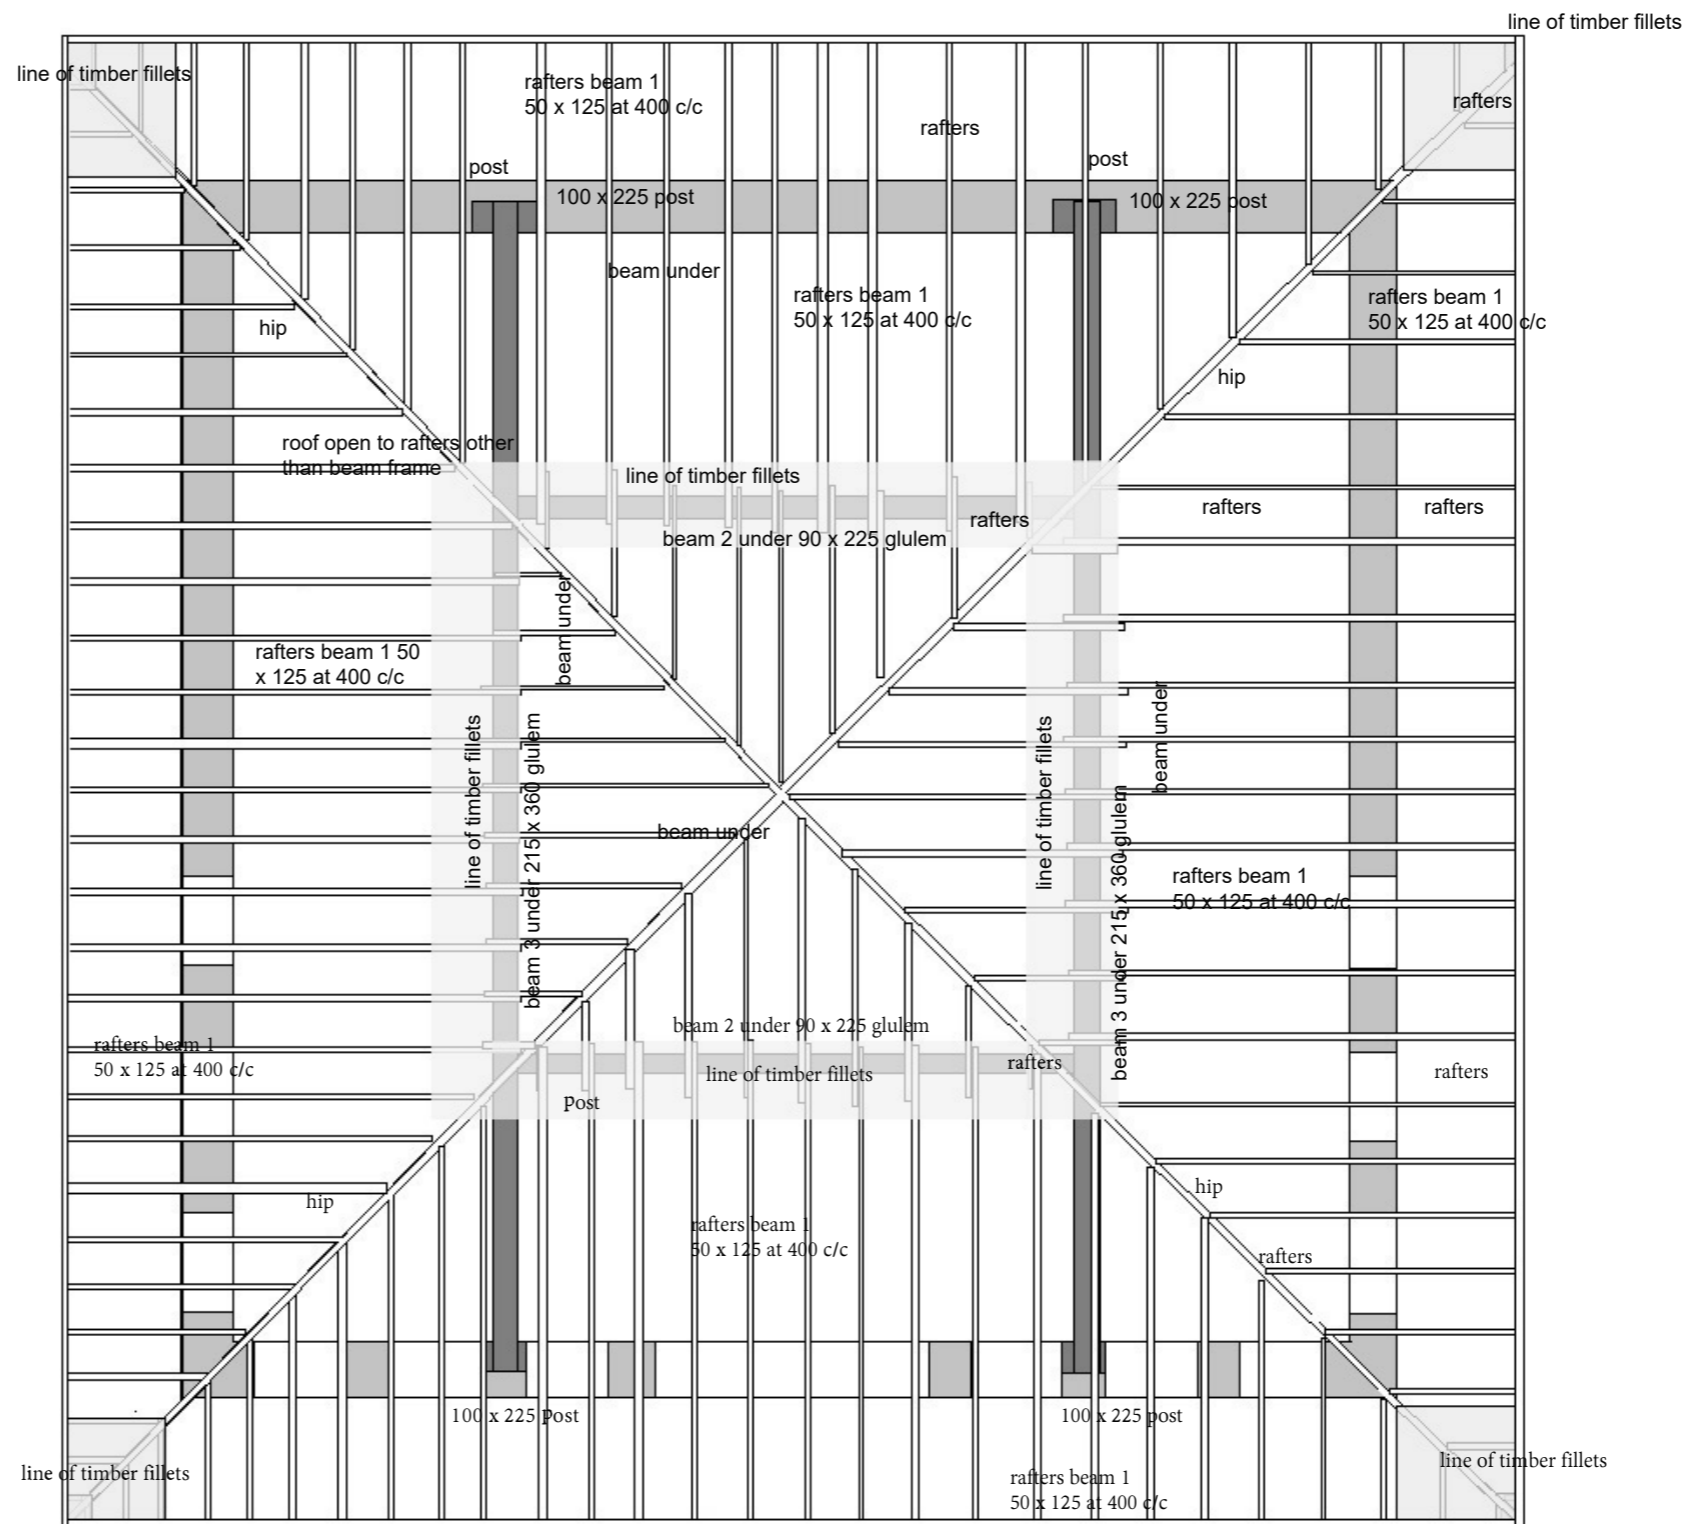 line of timber fillets
line of timber fillets
rafters beam 1
50 x 125 at 400 c/c
rafters
rafters
post
post
100 x 225 post
100 x 225 post
beam under
rafters beam 1
50 x 125 at 400 c/c
rafters beam 1
50 x 125 at 400 c/c
hip
hip
roof open to rafters other
than beam frame
line of timber fillets
rafters
rafters
rafters
beam 2 under 90 x 225 glulem
beam under
rafters beam 1 50
x 125 at 400 c/c
line of timber fillets
beam 3 under 215 x 360 glulem
line of timber fillets
beam under
beam 3 under 215 x 360 glulem
beam under
rafters beam 1
50 x 125 at 400 c/c
beam 2 under 90 x 225 glulem
rafters beam 1
50 x 125 at 400 c/c
line of timber fillets
rafters
rafters
Post
hip
hip
rafters beam 1
50 x 125 at 400 c/c
rafters
100 x 225 Post
100 x 225 post
line of timber fillets
line of timber fillets
rafters beam 1
50 x 125 at 400 c/c